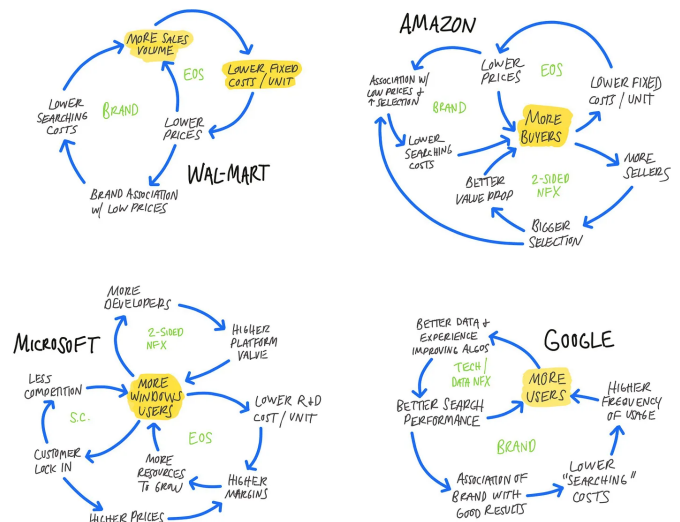 MORE SALES
VOLUME
EOS
LOWER FIXED
COSTS / UNIT
LOWER
SEARCHING
COSTS
BRAND
LOWER
PRICES
WAL-MART
BRAND ASSOCIATION
W/ LOW PRICES
AMAZON
LOWER
PRICES
EOS
ASSOCIATION W/
LOW PRICES +
↑ SELECTION
BRAND
LOWER FIXED
COSTS / UNIT
MORE
BUYERS
LOWER
SEARCHING
COSTS
MORE
SELLERS
BETTER
VALUE PROP
2-SIDED
NFX
BIGGER
SELECTION
MORE
DEVELOPERS
2-SIDED
NFX
HIGHER
PLATFORM
VALUE
MICROSOFT
LESS
COMPETITION
MORE
WINDOWS
USERS
LOWER R+D
COST / UNIT
S.C.
EOS
CUSTOMER
LOCK IN
MORE
RESOURCES
TO GROW
HIGHER
MARGINS
HIGHER PRICES
BETTER DATA +
EXPERIENCE
IMPROVING ALGOS
GOOGLE
TECH /
DATA NFX
MORE
USERS
HIGHER
FREQUENCY
OF USAGE
BETTER SEARCH
PERFORMANCE
BRAND
LOWER
"SEARCHING"
COSTS
ASSOCIATION OF
BRAND WITH
GOOD RESULTS